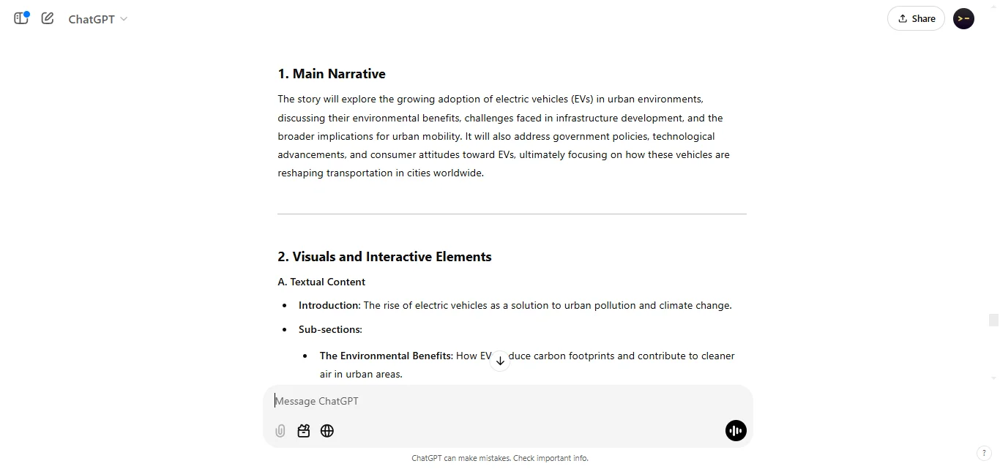 ChatGPT
Share
1. Main Narrative
The story will explore the growing adoption of electric vehicles (EVs) in urban environments,
discussing their environmental benefits, challenges faced in infrastructure development, and the
broader implications for urban mobility. It will also address government policies, technological
advancements, and consumer attitudes toward EVs, ultimately focusing on how these vehicles are
reshaping transportation in cities worldwide.
2. Visuals and Interactive Elements
A. Textual Content
• Introduction: The rise of electric vehicles as a solution to urban pollution and climate change.
• Sub-sections:
• The Environmental Benefits: How EV duce carbon footprints and contribute to cleaner
air in urban areas.
Message ChatGPT
ChatGPT can make mistakes. Check important info.
?